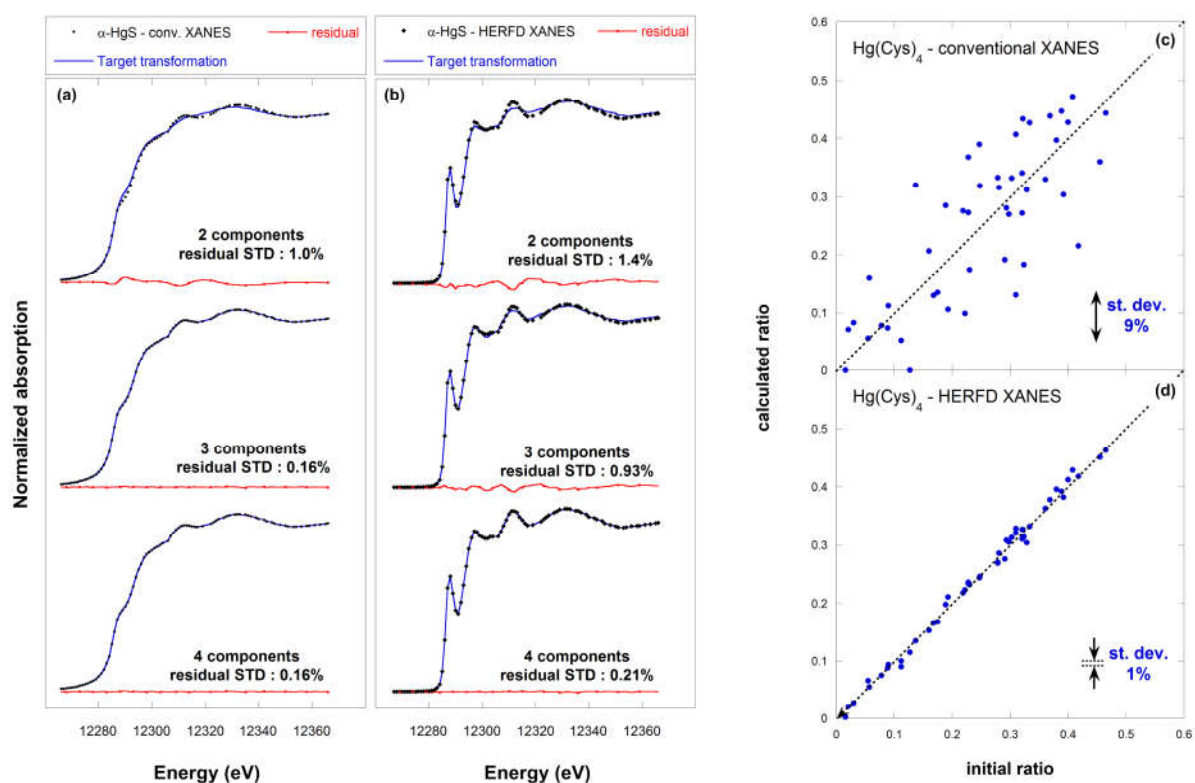 α-HgS - conv. XANES
residual
Target transformation
α-HgS - HERFD XANES
residual
Target transformation
Normalized absorption
(a)
2 components
residual STD : 1.0%
3 components
residual STD : 0.16%
4 components
residual STD : 0.16%
12280 12300 12320 12340 12360
Energy (eV)
(b)
2 components
residual STD : 1.4%
3 components
residual STD : 0.93%
4 components
residual STD : 0.21%
12280 12300 12320 12340 12360
Energy (eV)
calculated ratio
0.6
Hg(Cys)4 - conventional XANES
(c)
0.5
0.4
0.3
0.2
0.1
0
st. dev.
9%
0.6
Hg(Cys)4 - HERFD XANES
(d)
0.5
0.4
0.3
0.2
0.1
0
st. dev.
1%
0 0.1 0.2 0.3 0.4 0.5 0.6
initial ratio